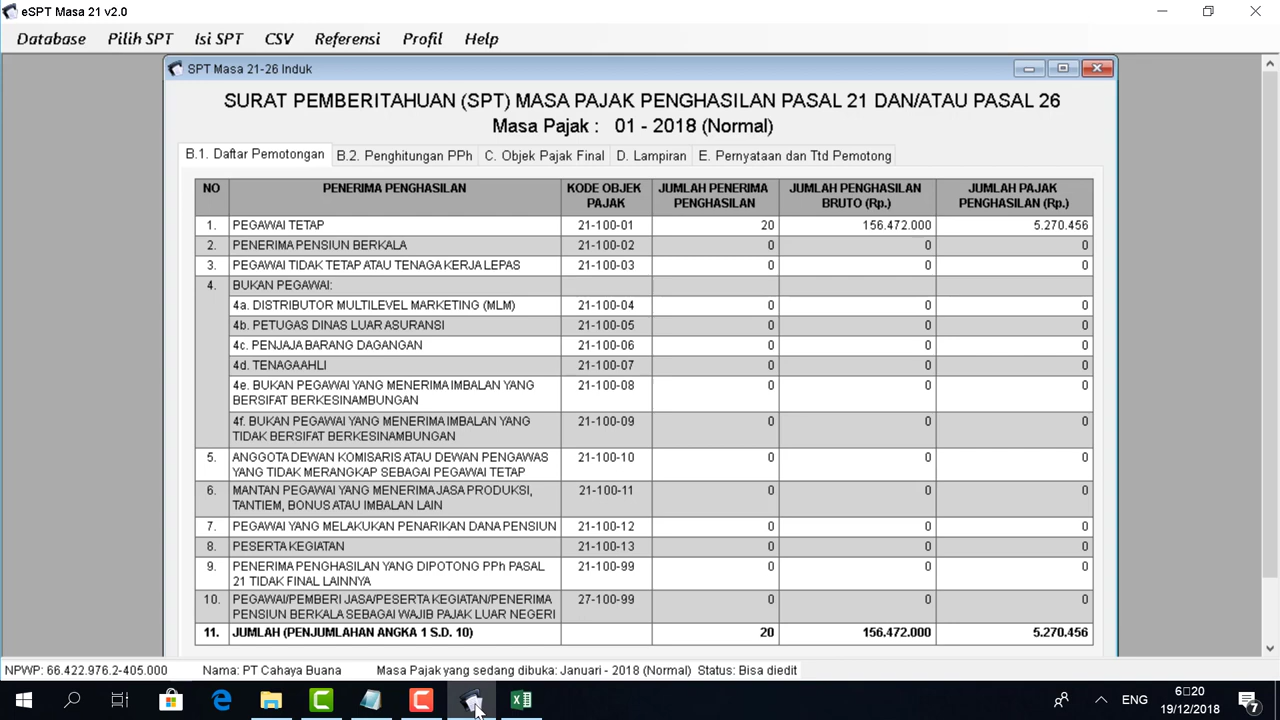 eSPT Masa 21 v2.0
Database Pilih SPT Isi SPT CSV Referensi Profil Help
SPT Masa 21-26 Induk
SURAT PEMBERITAHUAN (SPT) MASA PAJAK PENGHASILAN PASAL 21 DAN/ATAU PASAL 26
Masa Pajak : 01 - 2018 (Normal)
B.1. Daftar Pemotongan B.2. Penghitungan PPh C. Objek Pajak Final D. Lampiran E. Pernyataan dan Ttd Pemotong
NO PENERIMA PENGHASILAN KODE OBJEK PAJAK JUMLAH PENERIMA PENGHASILAN JUMLAH PENGHASILAN BRUTO (Rp.) JUMLAH PAJAK PENGHASILAN (Rp.)
1. PEGAWAI TETAP 21-100-01 20 156.472.000 5.270.456
2. PENERIMA PENSIUN BERKALA 21-100-02 0 0 0
3. PEGAWAI TIDAK TETAP ATAU TENAGA KERJA LEPAS 21-100-03 0 0 0
4. BUKAN PEGAWAI:
4a. DISTRIBUTOR MULTILEVEL MARKETING (MLM) 21-100-04 0 0 0
4b. PETUGAS DINAS LUAR ASURANSI 21-100-05 0 0 0
4c. PENJAJA BARANG DAGANGAN 21-100-06 0 0 0
4d. TENAGA AHLI 21-100-07 0 0 0
4e. BUKAN PEGAWAI YANG MENERIMA IMBALAN YANG 21-100-08 0 0 0
BERSIFAT BERKESINAMBUNGAN
4f. BUKAN PEGAWAI YANG MENERIMA IMBALAN YANG 21-100-09 0 0 0
TIDAK BERSIFAT BERKESINAMBUNGAN
5. ANGGOTA DEWAN KOMISARIS ATAU DEWAN PENGAWAS 21-100-10 0 0 0
YANG TIDAK MERANGKAP SEBAGAI PEGAWAI TETAP
6. MANTAN PEGAWAI YANG MENERIMA JASA PRODUKSI, 21-100-11 0 0 0
TANTIEM, BONUS ATAU IMBALAN LAIN
7. PEGAWAI YANG MELAKUKAN PENARIKAN DANA PENSIUN 21-100-12 0 0 0
8. PESERTA KEGIATAN 21-100-13 0 0 0
9. PENERIMA PENGHASILAN YANG DIPOTONG PPh PASAL 21-100-99 0 0 0
21 TIDAK FINAL LAINNYA
10. PEGAWAI/PEMBERI JASA/PESERTA KEGIATAN/PENERIMA 27-100-99 0 0 0
PENSIUN BERKALA SEBAGAI WAJIB PAJAK LUAR NEGERI
11. JUMLAH (PENJUMLAHAN ANGKA 1 S.D. 10) 20 156.472.000 5.270.456
NPWP: 66.422.976.2-405.000 Nama: PT Cahaya Buana Masa Pajak yang sedang dibuka: Januari - 2018 (Normal) Status: Bisa diedit
ENG 6□20
19/12/2018 7